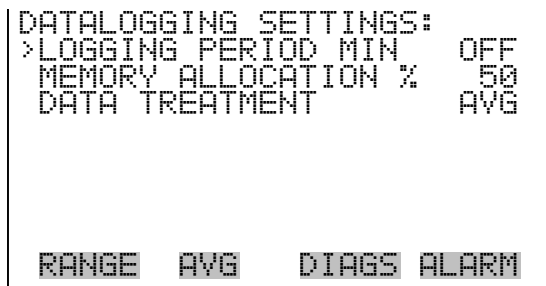 DATALOGGING SETTINGS:
>LOGGING PERIOD MIN OFF
MEMORY ALLOCATION % 50
DATA TREATMENT AVG
RANGE AVG DIAGS ALARM